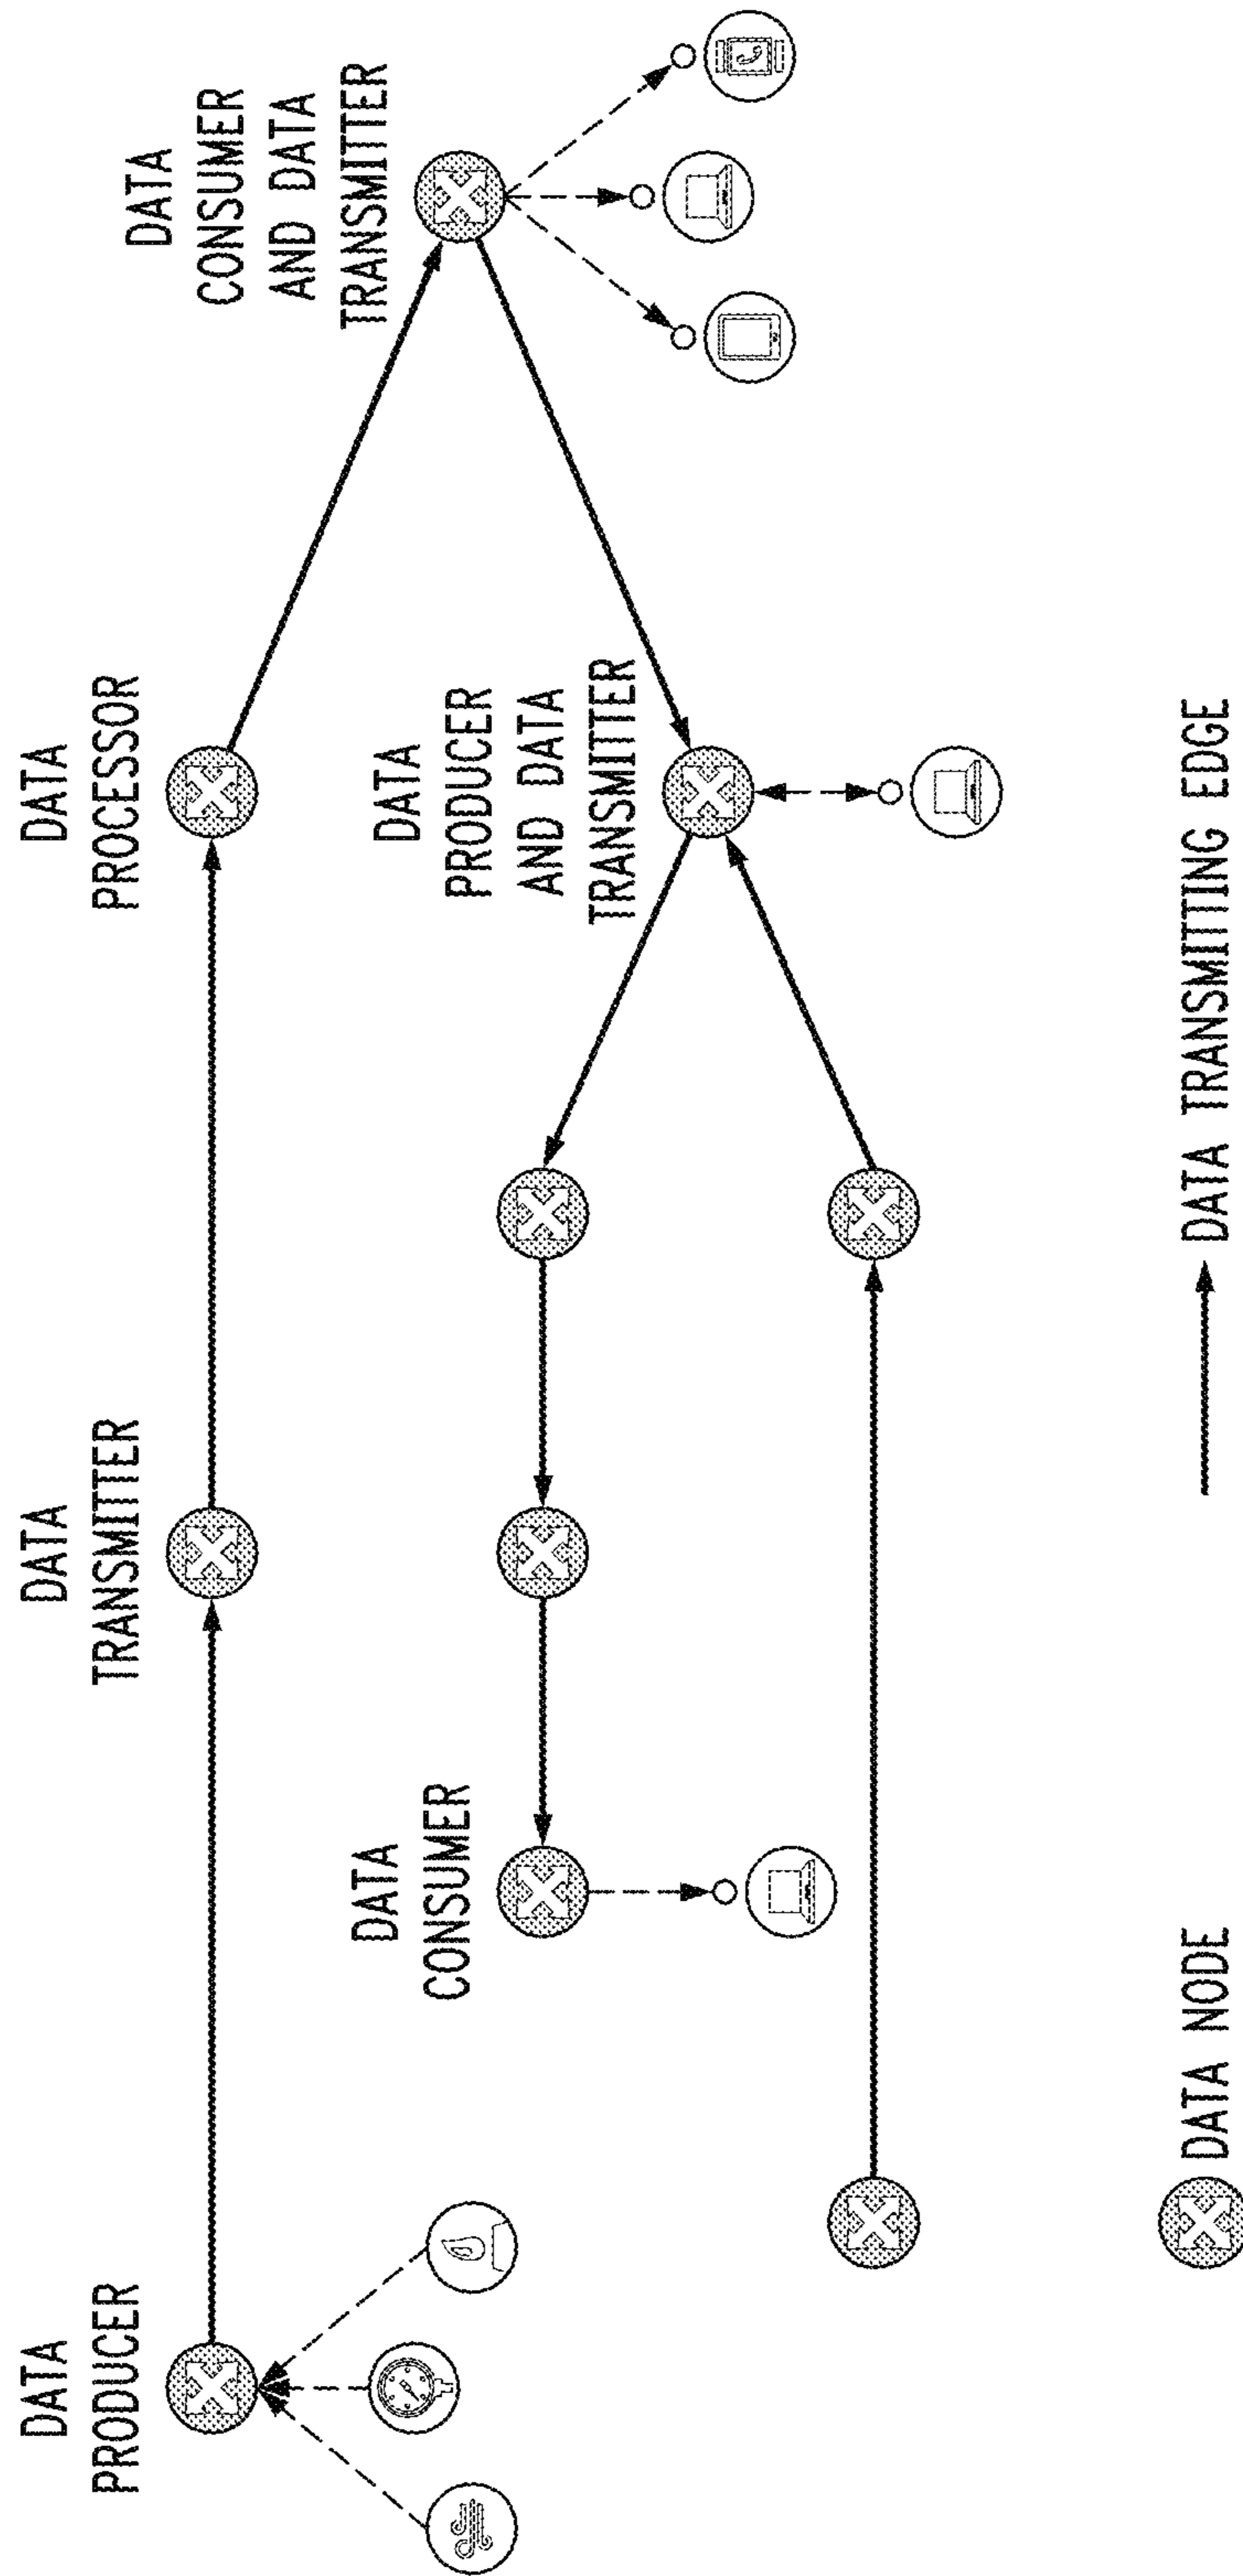 DATA
PRODUCER
DATA
TRANSMITTER
DATA
PROCESSOR
DATA
CONSUMER
AND DATA
TRANSMITTER
DATA
CONSUMER
DATA
PRODUCER
AND DATA
TRANSMITTER
DATA NODE
DATA TRANSMITTING EDGE